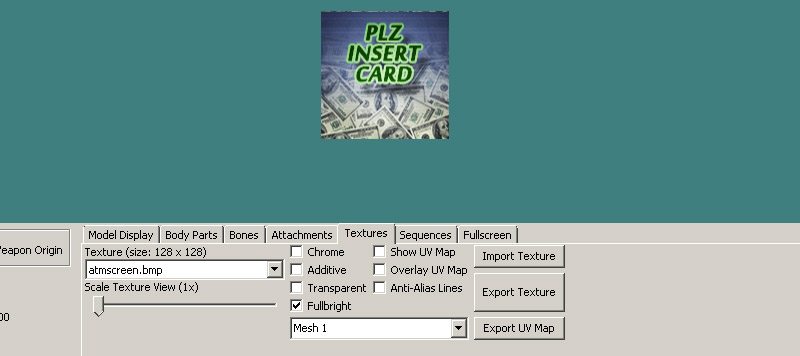 PLZ
INSERT
CARD
Model Display
Body Parts
Bones
Attachments
Textures
Sequences
Fullscreen
eapon Origin
Texture (size: 128 x 128)
Chrome
Show UV Map
Import Texture
atmscreen.bmp
Additive
Overlay UV Map
Scale Texture View (1x)
Transparent
Anti-Alias Lines
Export Texture
Fullbright
00
Mesh 1
Export UV Map